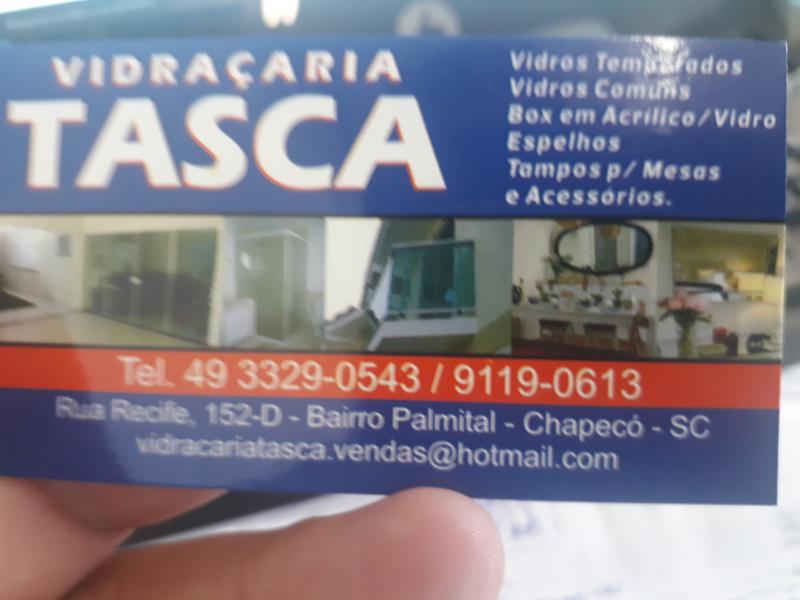 VIDRAÇARIA
TASCA
Vidros Temperados
Vidros Comuns
Box em Acrílico/Vidro
Espelhos
Tampos p/ Mesas
e Acessórios.
Tel. 49 3329-0543 / 9119-0613
Rua Recife, 152-D - Bairro Palmital - Chapecó - SC
vidracariatasca.vendas@hotmail.com